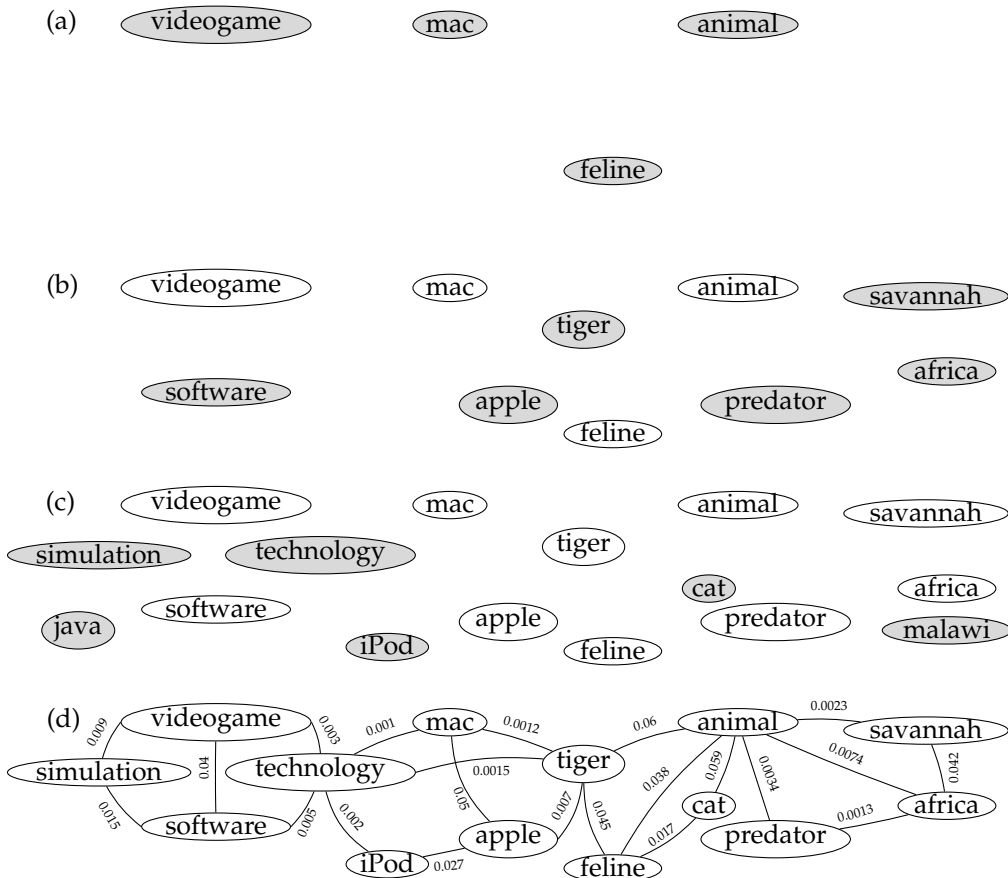 (a) videogame mac animal
feline
(b) videogame mac animal savannah
tiger
software apple predator africa
feline
(c) videogame mac animal savannah
simulation technology tiger
java software iPod apple feline cat predator africa malawi
(d) videogame mac animal savannah
0.009 0.003 0.001 0.0012 0.06 0.0023
simulation technology tiger
0.04 0.0015 0.038 0.059 0.0034 0.0074 0.042
0.015 0.005 0.002 0.05 0.007 0.045 0.017 0.0013
software apple cat predator africa
iPod 0.027 feline